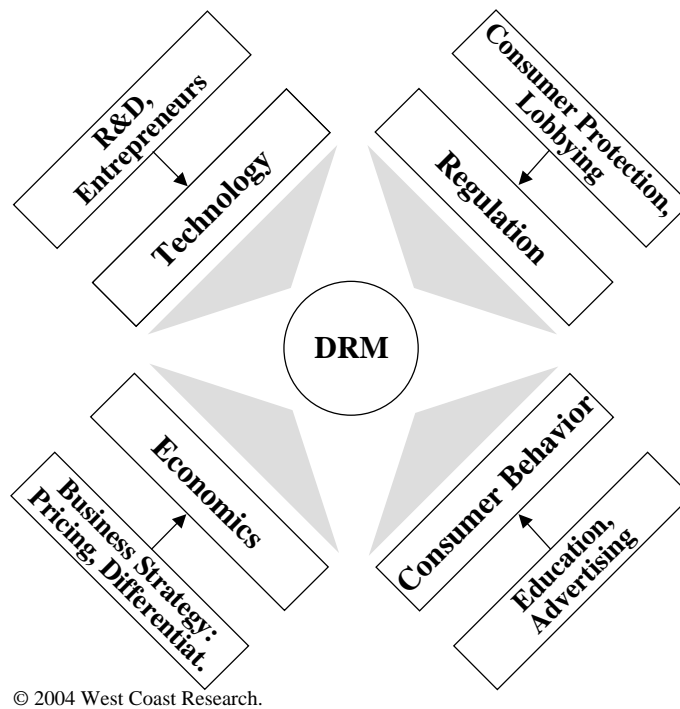 R&D,
Entrepreneurs
Technology
Consumer Protection,
Lobbying
Regulation
DRM
Economics
Business Strategy:
Pricing, Differentiat.
Consumer Behavior
Education,
Advertising
© 2004 West Coast Research.